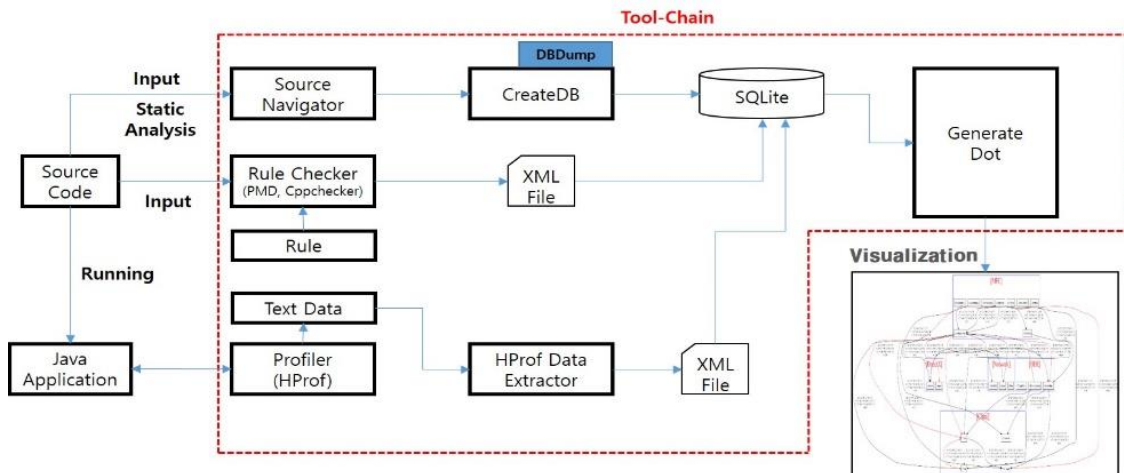 Tool-Chain
DBDump
Input
Source
Navigator
CreateDB
SQLite
Static
Analysis
Generate
Dot
Source
Code
Rule Checker
(PMD, Cppchecker)
XML
File
Input
Rule
Visualization
Running
Text Data
Java
Application
Profiler
(HProf)
HProf Data
Extractor
XML
File